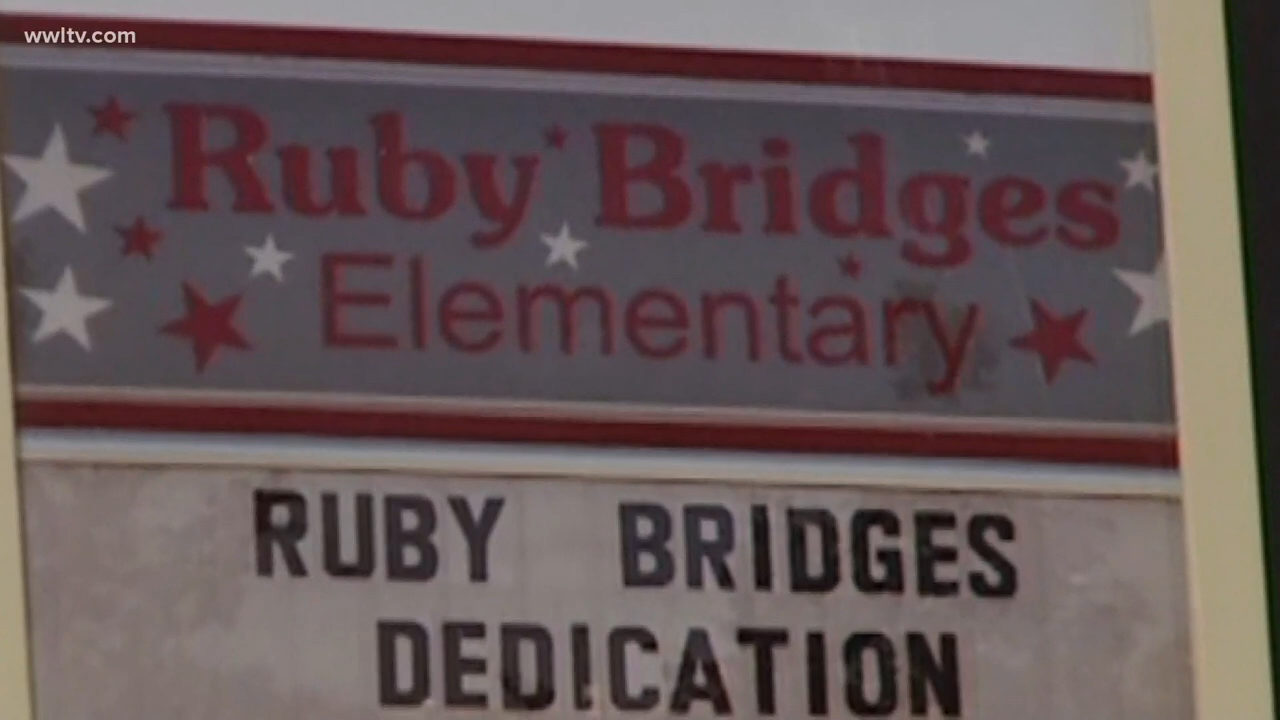 wwltv.com
Ruby Bridges
Elementary
RUBY BRIDGES
DEDICATION